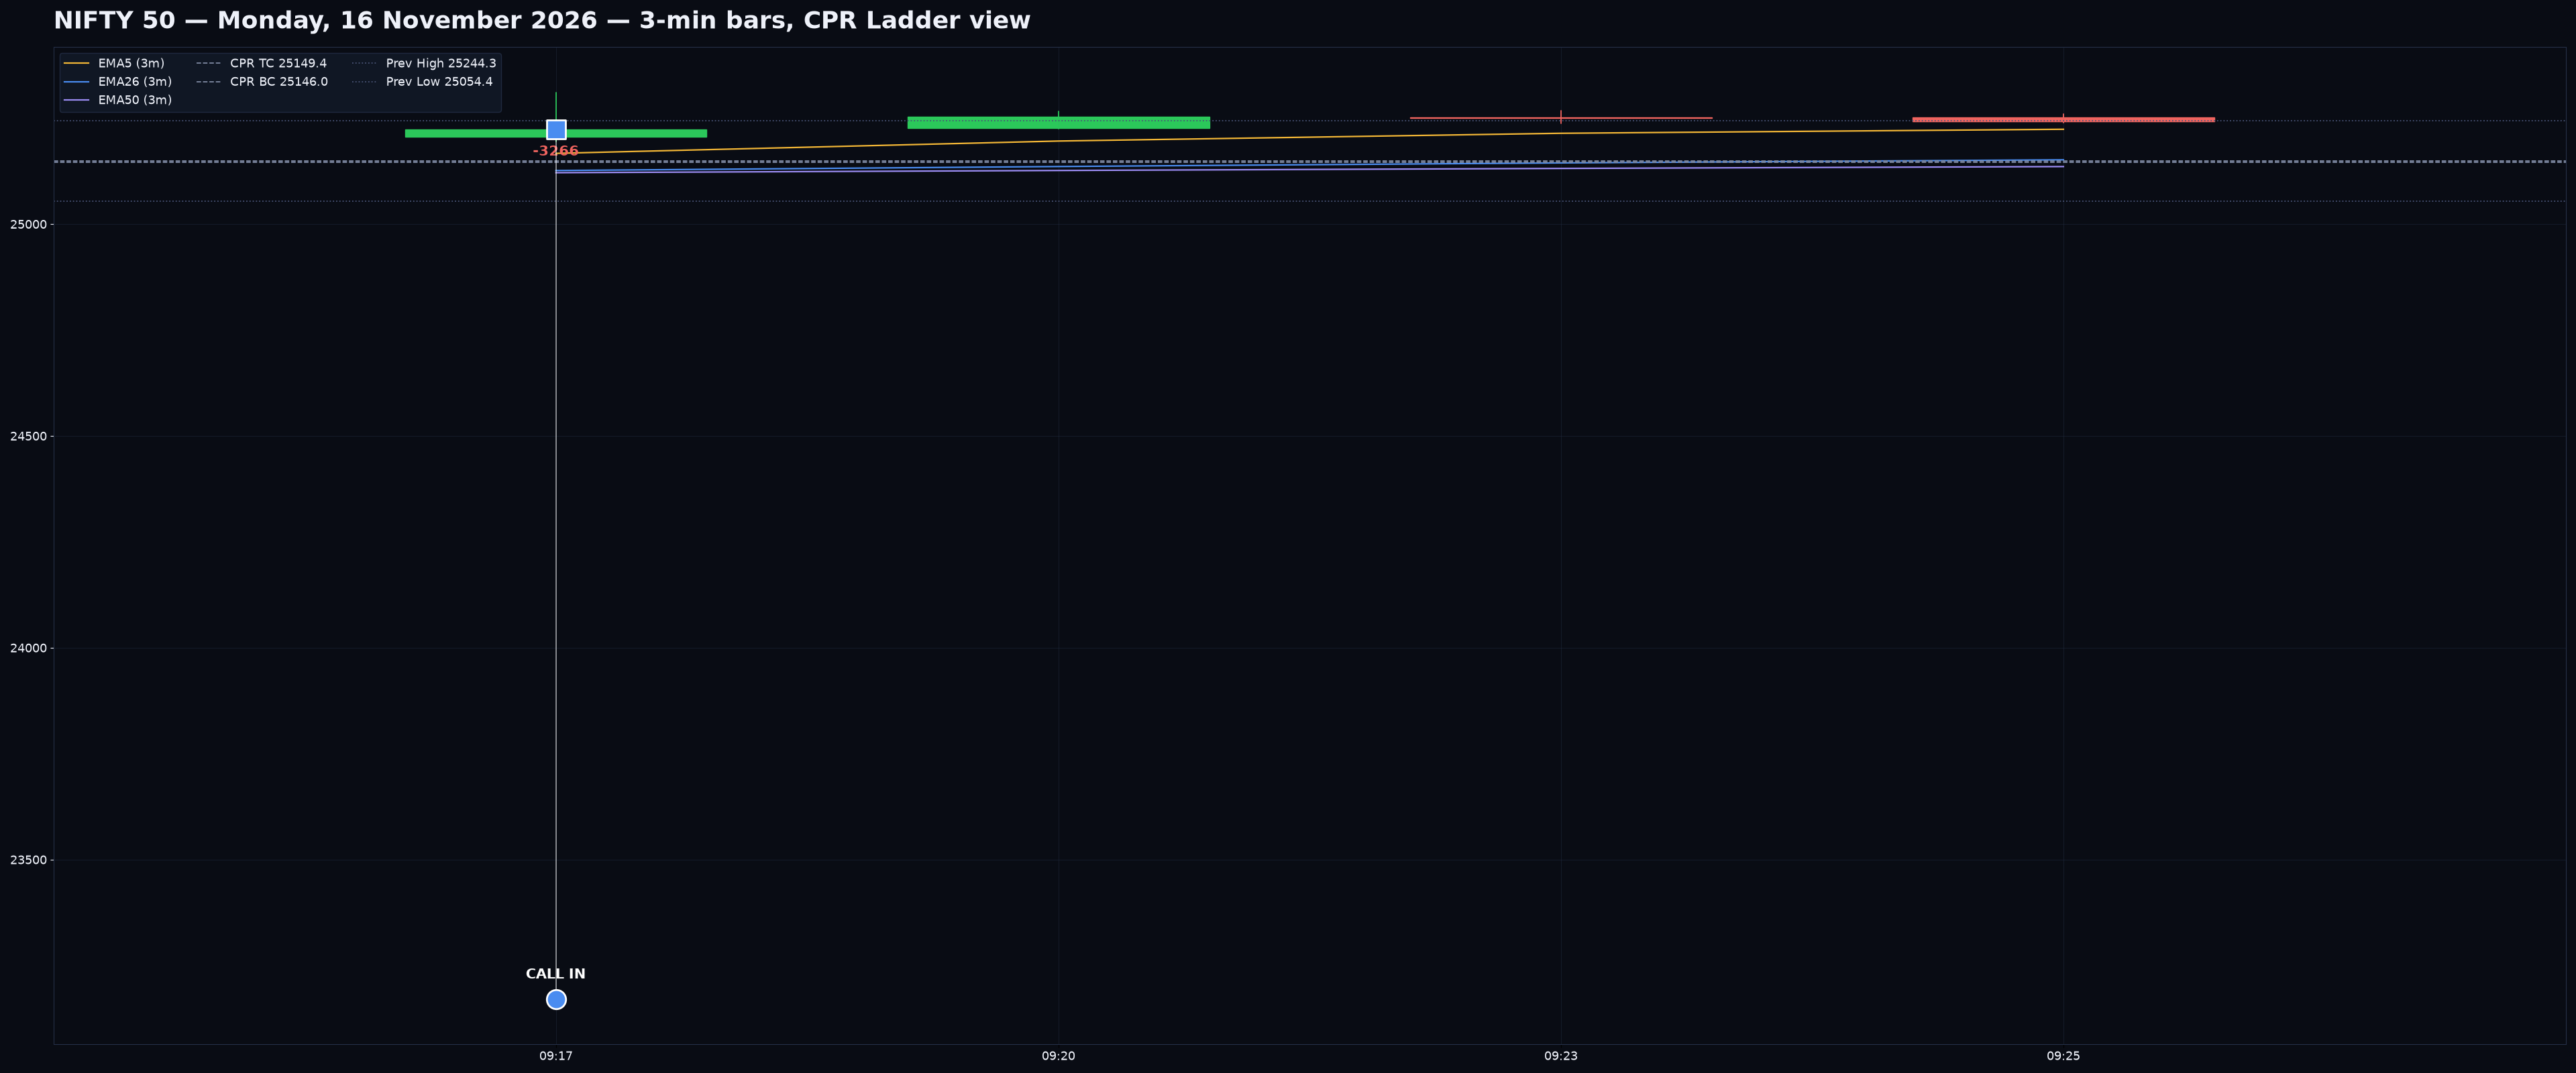 NIFTY 50 — Monday, 16 November 2026 — 3-min bars, CPR Ladder view
EMA5 (3m)
EMA26 (3m)
EMA50 (3m)
CPR TC 25149.4
CPR BC 25146.0
Prev High 25244.3
Prev Low 25054.4
-3266
25000
24500
24000
23500
CALL IN
09:17
09:20
09:23
09:25